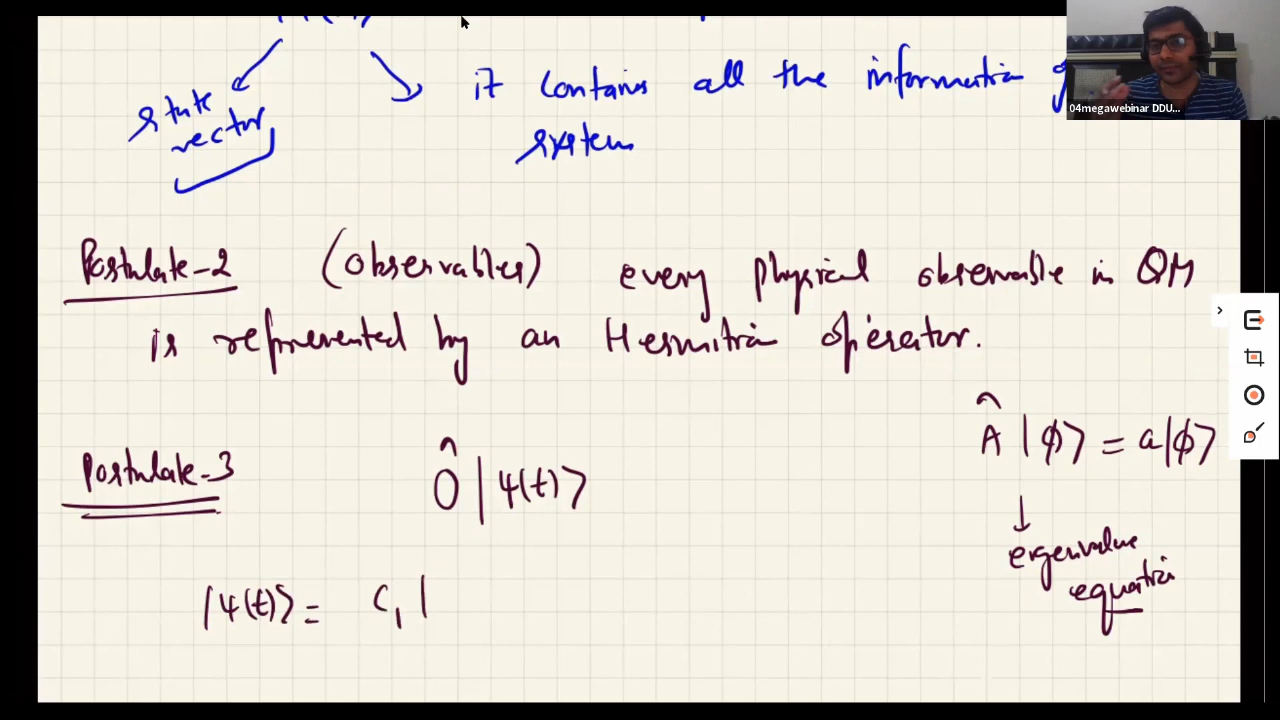 it contains all the information
state
vector
system
Postulate-2 (observables) every physical observable in QM
is represented by an Hermitian operator.
Â|ϕ⟩ = a|ϕ⟩
Postulate-3 Ô|ψ(t)⟩
eigenvalue
equation
|ψ(t)⟩ = C₁|
04megawebinar DDU...